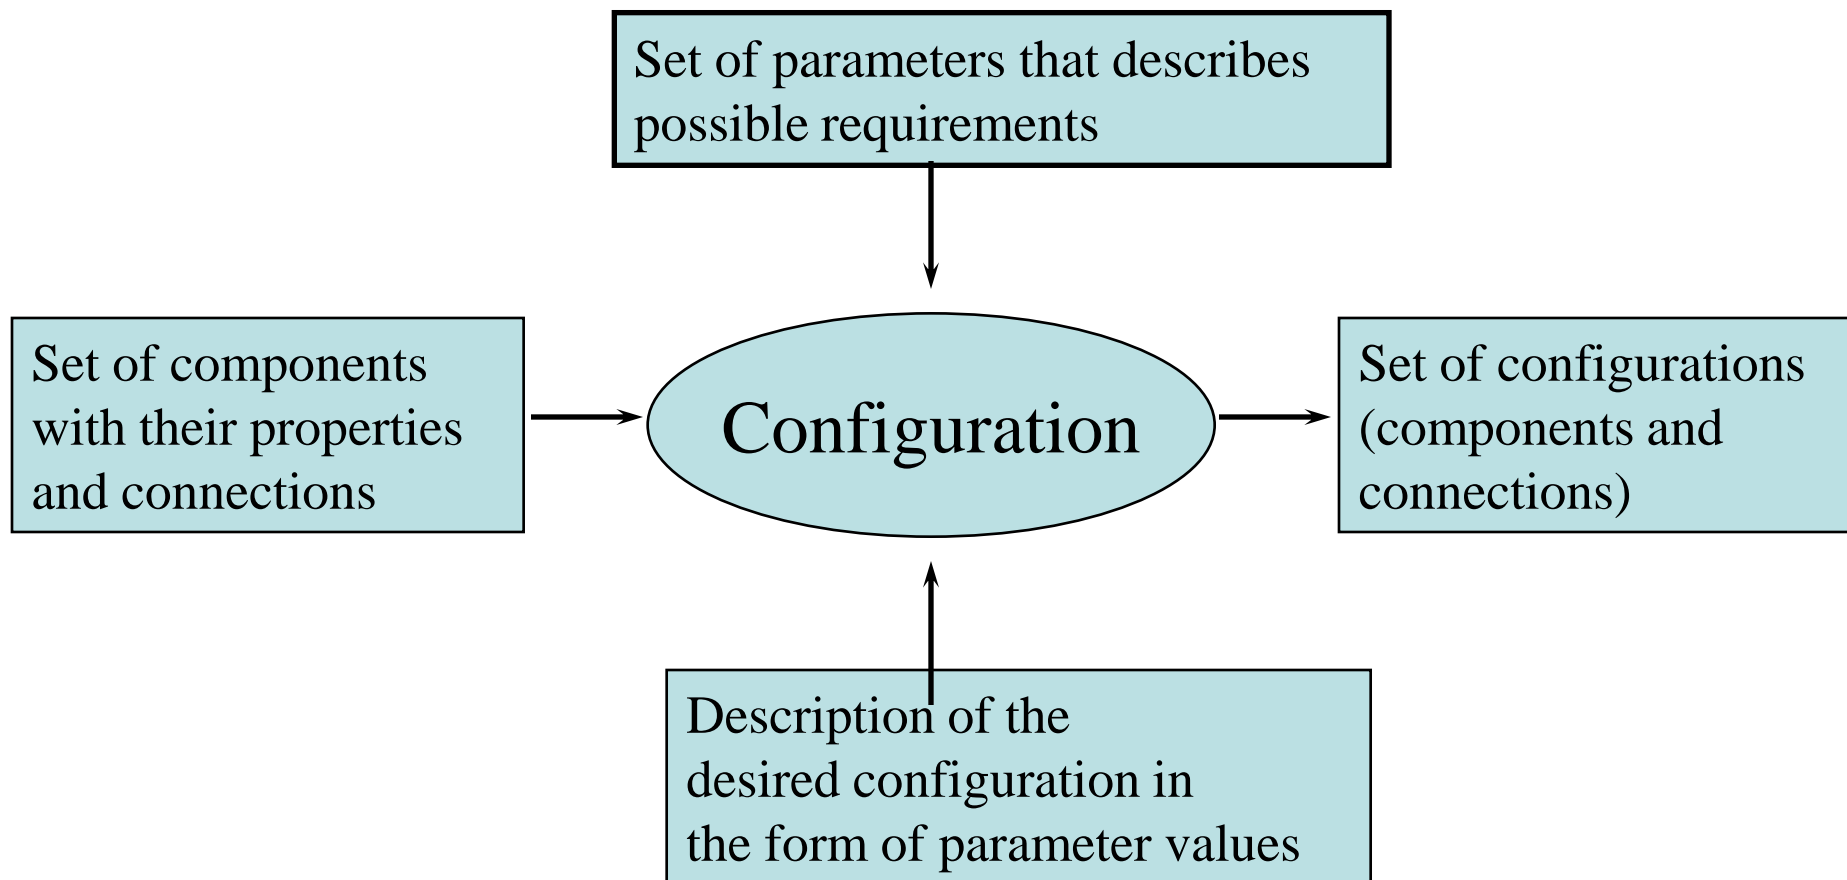 Set of parameters that describes
possible requirements
Set of components
with their properties
and connections
Configuration
Set of configurations
(components and
connections)
Description of the
desired configuration in
the form of parameter values